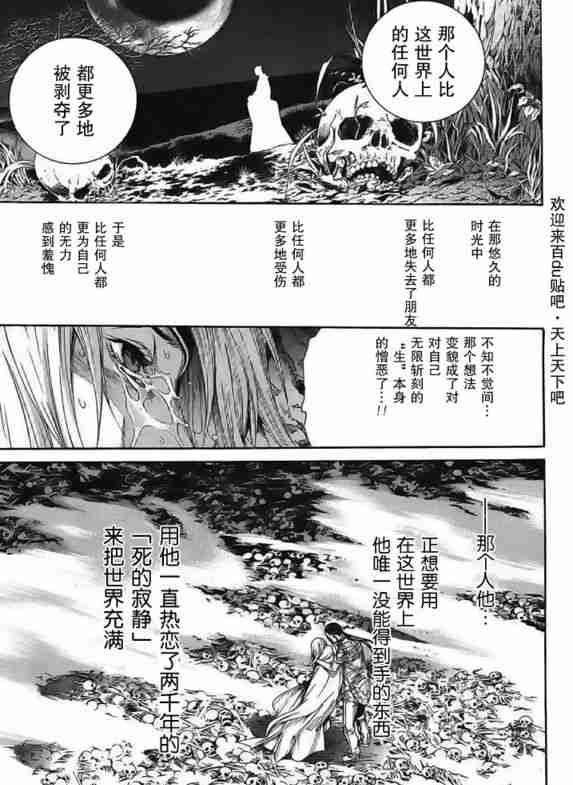 那个人比
这世界上
的任何人
都更多地
被剥夺了
在那悠久的
时光中
比任何人都
更多地失去了朋友
比任何人都
更多地受伤
于是
比任何人都
更为自己
的无力
感到羞愧
不知不觉间…
那个想法
变貌成了对
对自己
无限斩刻的
“生”本身
的憎恶了…!!
——那个人他…
正想要用
在这世界上
他唯一没能得到手的东西
用他一直热恋了两千年的
「死的寂静」
来把世界充满
欢迎来百du贴吧·天上天下吧